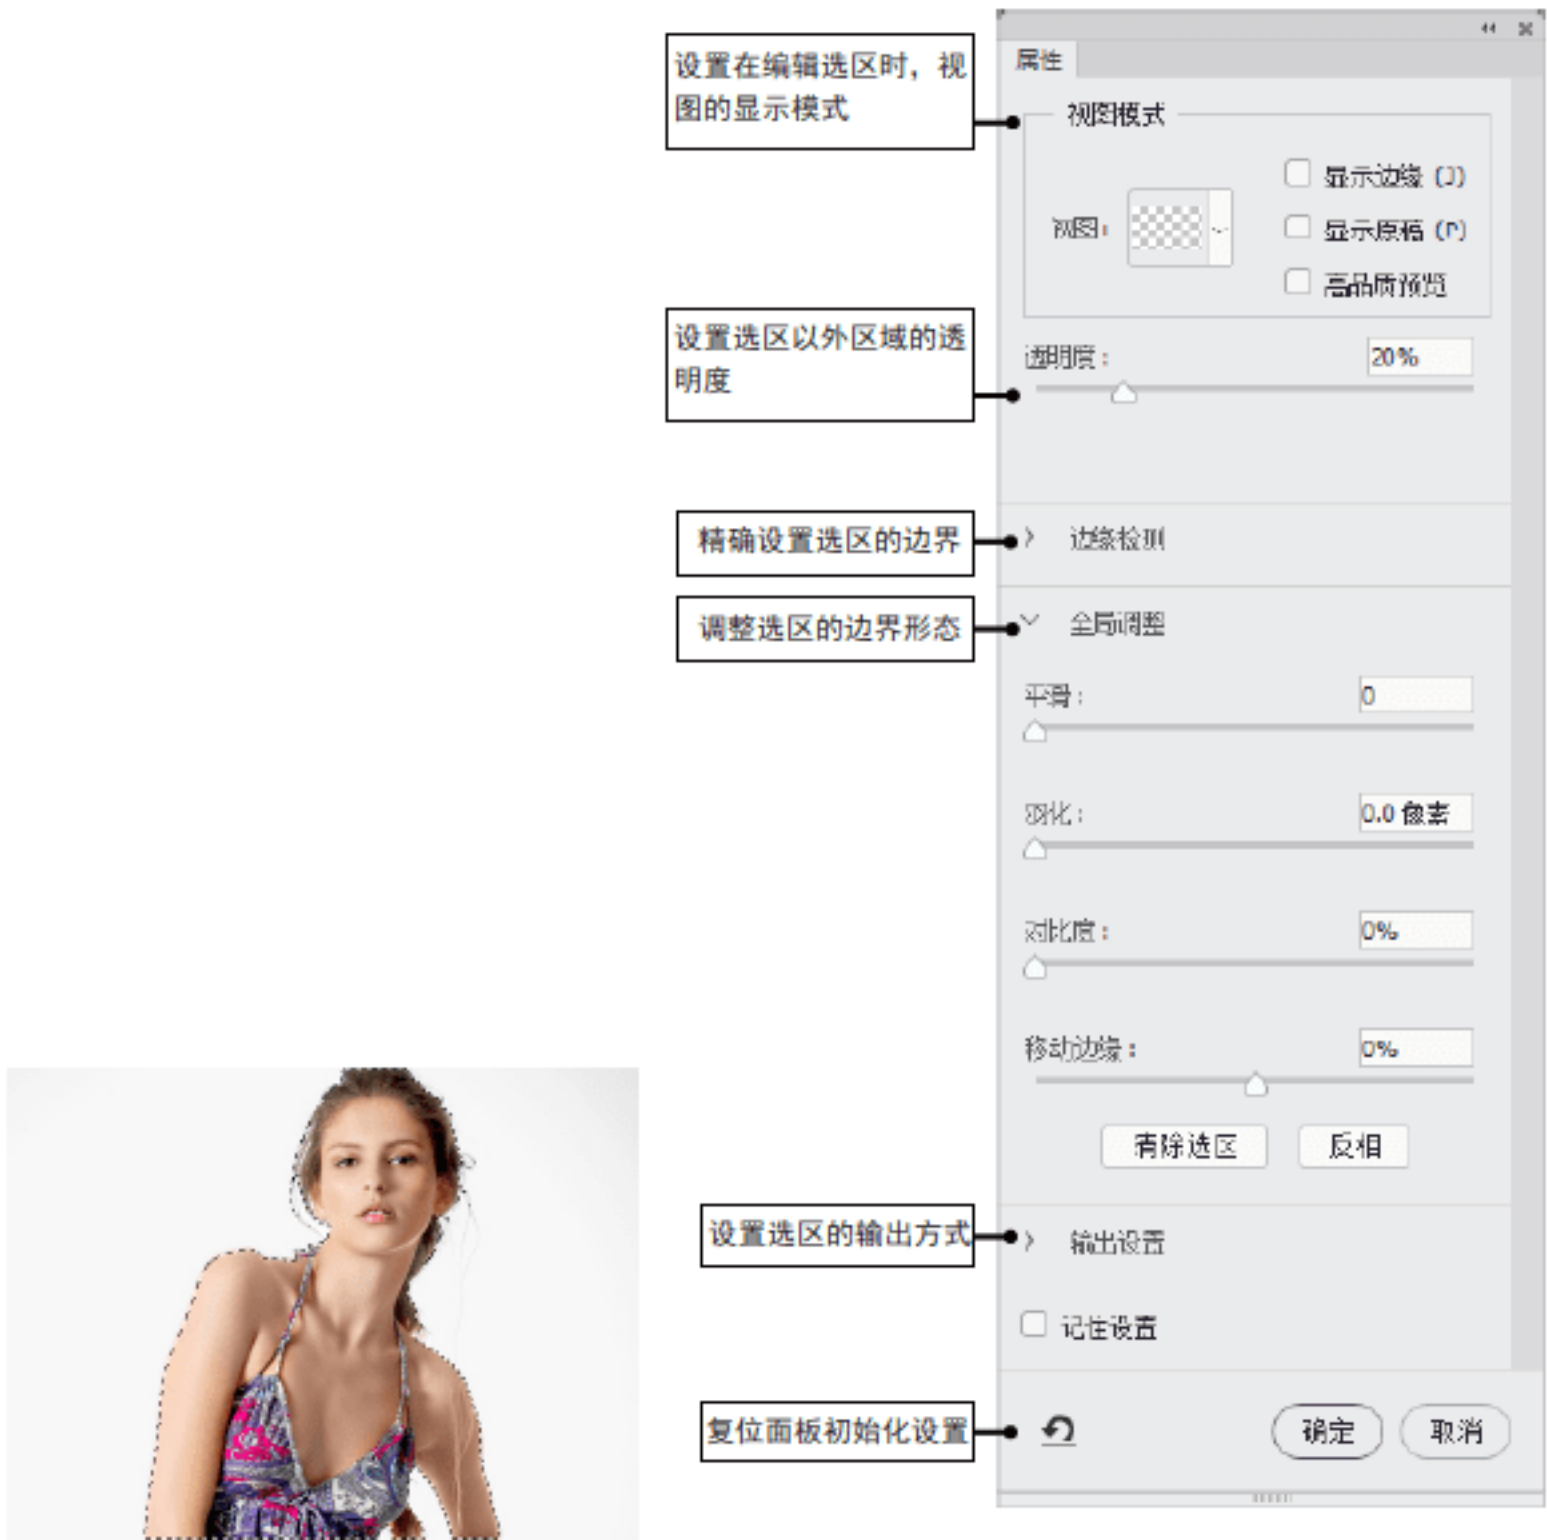 设置在编辑选区时，视
图的显示模式
设置选区以外区域的透
明度
精确设置选区的边界
调整选区的边界形态
设置选区的输出方式
复位面板初始化设置
属性
视图模式
视图：
显示边缘 (J)
显示原稿 (P)
高品质预览
透明度：
20%
边缘检测
全局调整
平滑：
0
羽化：
0.0 像素
对比度：
0%
移动边缘：
0%
清除选区
反相
输出设置
记住设置
确定
取消